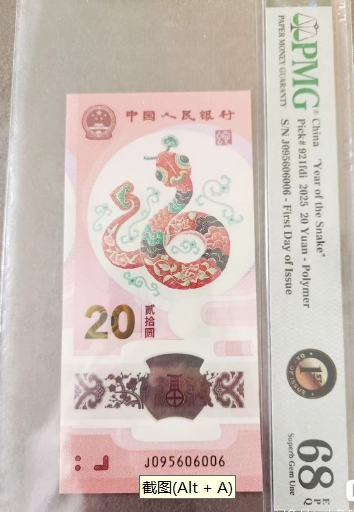 中国人民银行
20
贰拾圆
J095606006
截图(Alt + A)
PMG
PAPER MONEY GUARANTY
China "Year of the Snake"
Pick# 921fdi 2025 20 Yuan - Polymer
S/N J095606006 - First Day of Issue
1ST
68 EPQ
Superb Gem Unc